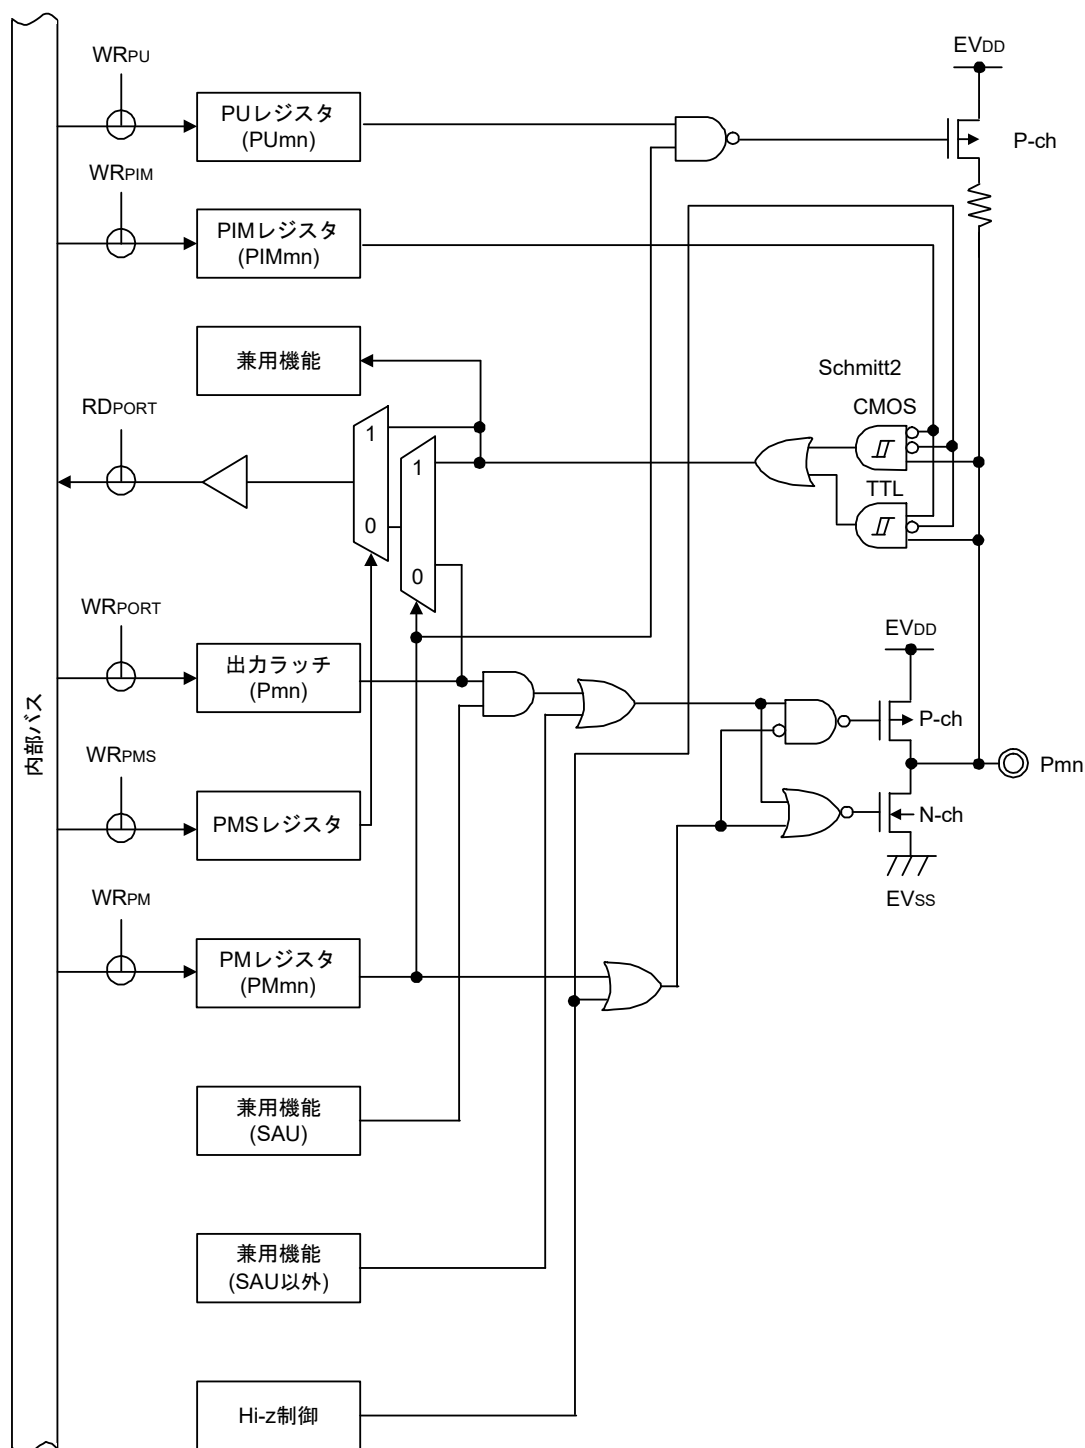 WRPU
EVDD
PUレジスタ
(PUmn)
P-ch
WRPIM
PIMレジスタ
(PIMmn)
兼用機能
Schmitt2
CMOS
RDPORT
1
1
TTL
0
0
WRPORT
EVDD
出力ラッチ
(Pmn)
P-ch
内部バス
WRPMS
Pmn
PMSレジスタ
N-ch
WRPM
EVSS
PMレジスタ
(PMmn)
兼用機能
(SAU)
兼用機能
(SAU以外)
Hi-z制御